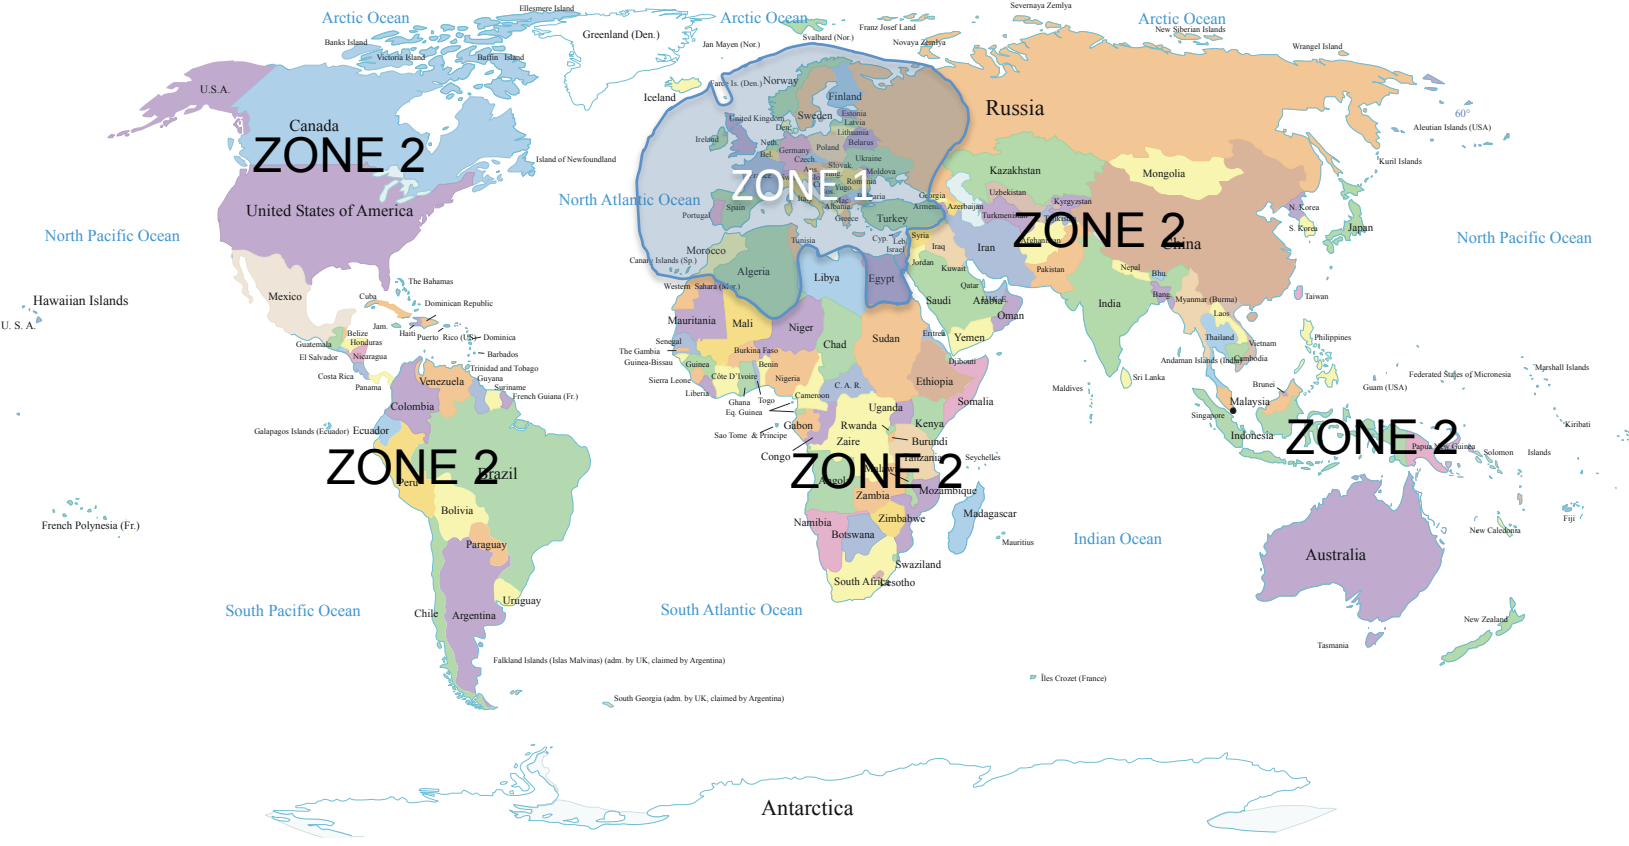 Ellesmere Island
Severnaya Zemlya
Arctic Ocean
Arctic Ocean
Arctic Ocean
Franz Josef Land
New Siberian Islands
Greenland (Den.)
Svalbard (Nor.)
Banks Island
Jan Mayen (Nor.)
Novaya Zemlya
Wrangel Island
Victoria Island
Baffin Island
U.S.A.
Faroe Is. (Den.)
Norway
Iceland
Finland
Russia
60°
Canada
United Kingdom
Sweden
Estonia
Latvia
Den.
Lithuania
Aleutian Islands (USA)
Ireland
Neth.
Belarus
Bel.
Germany
Poland
ZONE 2
Island of Newfoundland
Czech.
Ukraine
Slovak.
Kuril Islands
Moldova
Kazakhstan
Mongolia
ZONE 1
Romania
Yugo
Uzbekistan
North Atlantic Ocean
Georgia
Kyrgyzstan
United States of America
Portugal
Spain
Albania
Greece
Turkey
Armenia
Azerbaijan
Turkmenistan
N. Korea
S. Korea
Japan
ZONE 2
China
North Pacific Ocean
North Pacific Ocean
Tunisia
Cyp.
Leb.
Israel
Syria
Iraq
Iran
Afghanistan
Morocco
Canary Islands (Sp.)
Jordan
Kuwait
Pakistan
Nepal
Bhu.
Algeria
Libya
Egypt
The Bahamas
Western Sahara (Mor.)
Qatar
U.A.E.
Bang.
Mexico
Cuba
Dominican Republic
Saudi Arabia
Oman
India
Myanmar (Burma)
Taiwan
Hawaiian Islands
U. S. A.
Jam.
Haiti
Puerto Rico (US)
Dominica
Belize
Honduras
Guatemala
El Salvador
Nicaragua
Barbados
Mauritania
Mali
Niger
Chad
Sudan
Eritrea
Yemen
Laos
Thailand
Vietnam
Philippines
Senegal
The Gambia
Guinea-Bissau
Burkina Faso
Guinea
Benin
Djibouti
Andaman Islands (India)
Cambodia
Costa Rica
Panama
Trinidad and Tobago
Guyana
Suriname
French Guiana (Fr.)
Venezuela
Colombia
Sierra Leone
Liberia
Côte D'Ivoire
Ghana
Togo
Nigeria
Cameroon
C. A. R.
Ethiopia
Somalia
Maldives
Sri Lanka
Brunei
Malaysia
Guam (USA)
Federated States of Micronesia
Marshall Islands
Eq. Guinea
Uganda
Kenya
Singapore
Galapagos Islands (Ecuador)
Ecuador
Sao Tome & Principe
Gabon
Rwanda
Zaire
Burundi
Indonesia
Kiribati
ZONE 2
Congo
Tanzania
Seychelles
ZONE 2
Papua New Guinea
Solomon Islands
Peru
Brazil
ZONE 2
Angola
Malawi
Mozambique
Zambia
Bolivia
Namibia
Zimbabwe
Madagascar
Botswana
Mauritius
Fiji
New Caledonia
French Polynesia (Fr.)
Indian Ocean
Paraguay
Australia
Swaziland
South Africa
Lesotho
South Pacific Ocean
Chile
Argentina
Uruguay
South Atlantic Ocean
New Zealand
Tasmania
Falkland Islands (Islas Malvinas) (adm. by UK, claimed by Argentina)
Îles Crozet (France)
South Georgia (adm. by UK, claimed by Argentina)
Antarctica